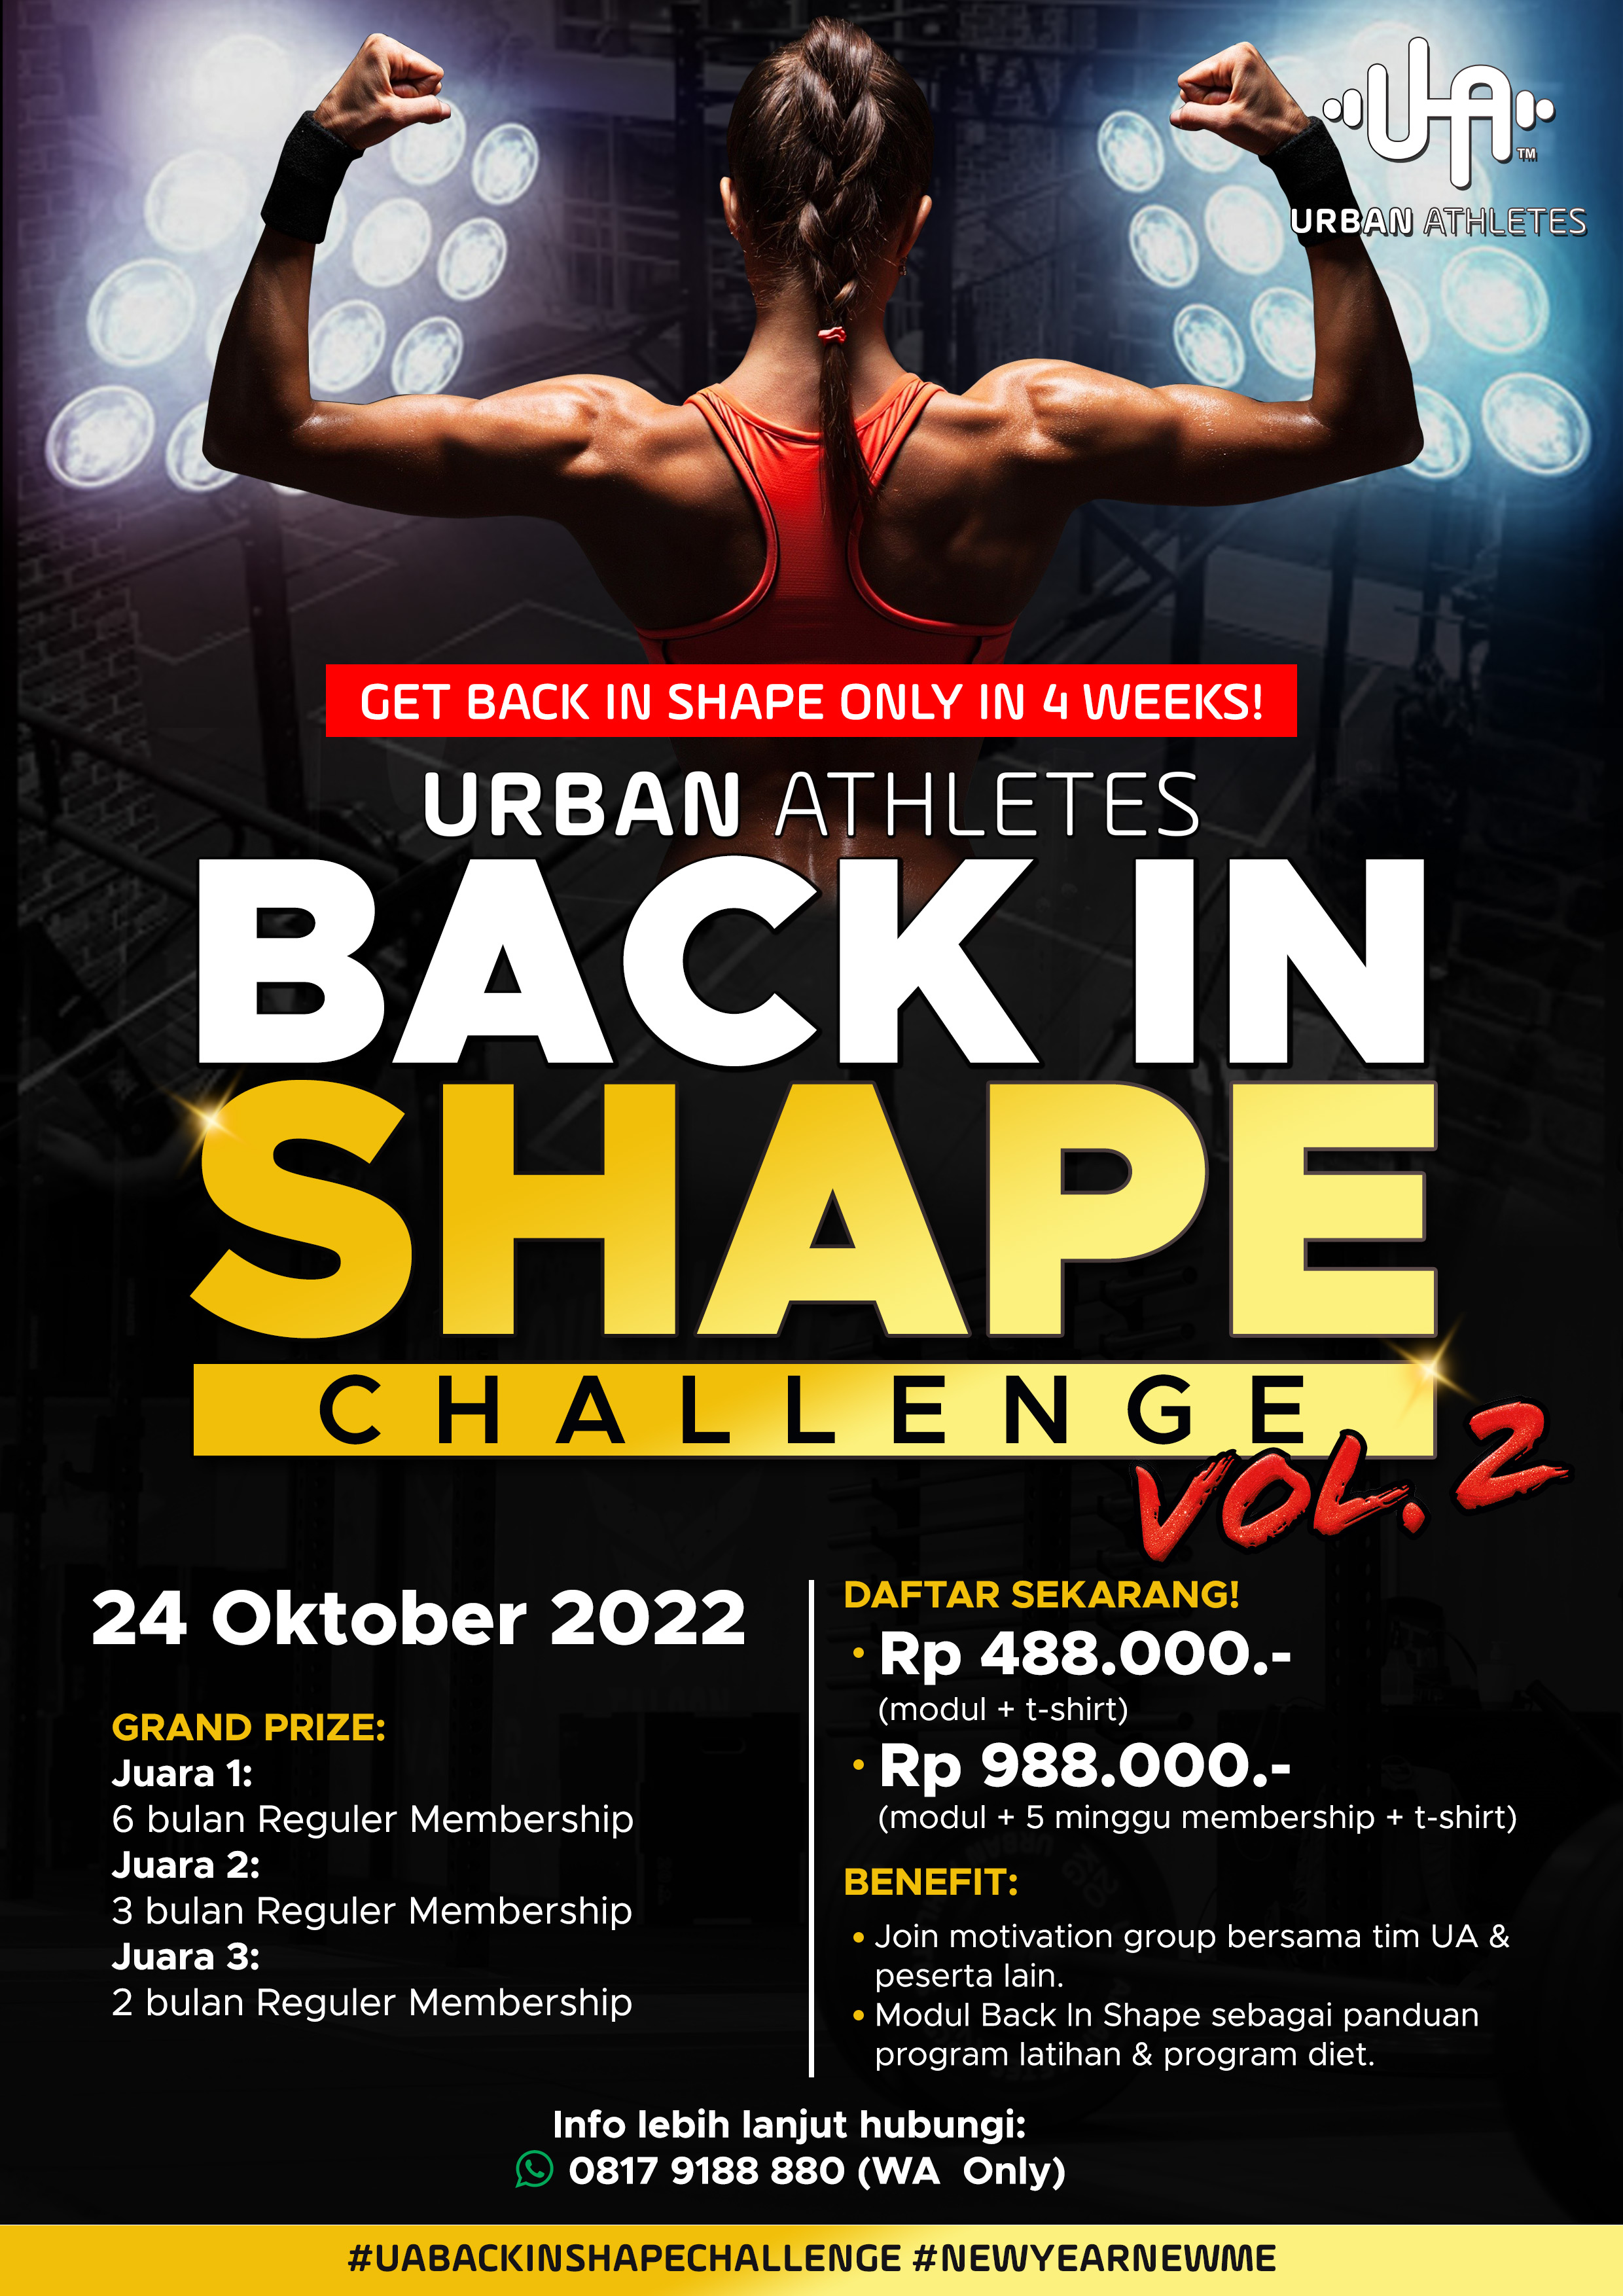 UA
TM
URBAN ATHLETES
GET BACK IN SHAPE ONLY IN 4 WEEKS!
URBAN ATHLETES
BACK IN
SHAPE
CHALLENGE
VOL. 2
24 Oktober 2022
GRAND PRIZE:
Juara 1:
6 bulan Reguler Membership
Juara 2:
3 bulan Reguler Membership
Juara 3:
2 bulan Reguler Membership
DAFTAR SEKARANG!
• Rp 488.000.-
(modul + t-shirt)
• Rp 988.000.-
(modul + 5 minggu membership + t-shirt)
BENEFIT:
• Join motivation group bersama tim UA &
peserta lain.
• Modul Back In Shape sebagai panduan
program latihan & program diet.
Info lebih lanjut hubungi:
0817 9188 880 (WA  Only)
#UABACKINSHAPECHALLENGE #NEWYEARNEWME